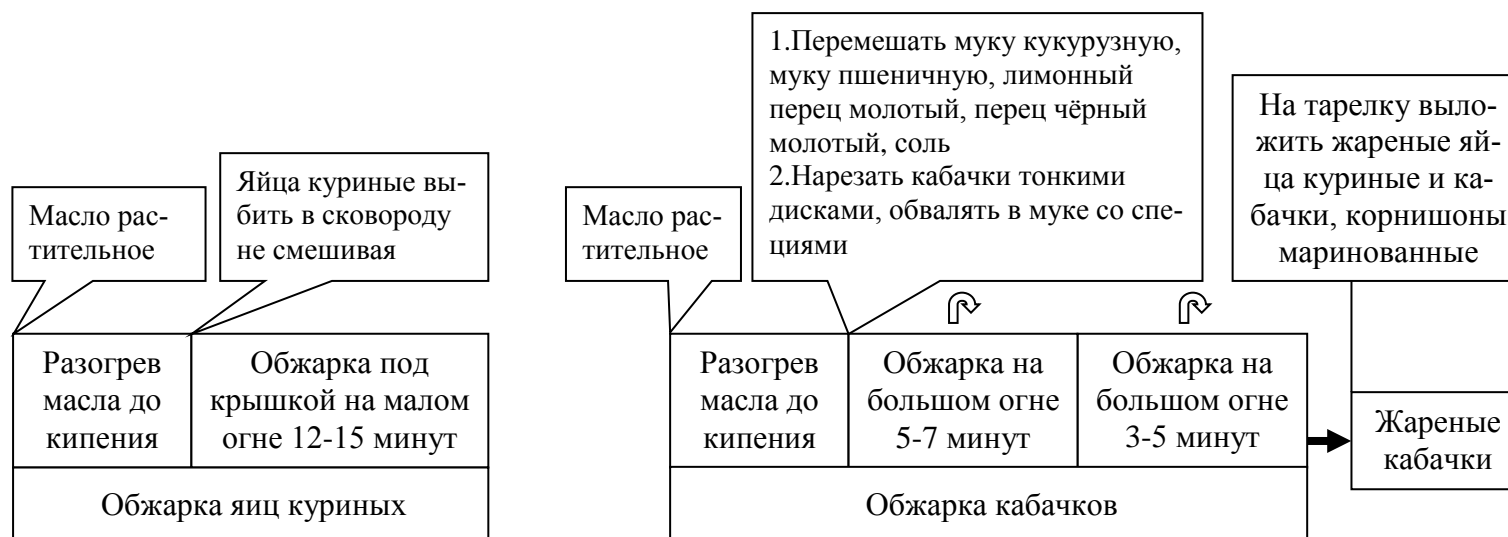 Масло рас-
тительное
Яйца куриные вы-
бить в сковороду
не смешивая
Разогрев
масла до
кипения
Обжарка под
крышкой на малом
огне 12-15 минут
Обжарка яиц куриных
Масло рас-
тительное
1.Перемешать муку кукурузную,
муку пшеничную, лимонный
перец молотый, перец чёрный
молотый, соль
2.Нарезать кабачки тонкими
дисками, обвалять в муке со спе-
циями
Разогрев
масла до
кипения
Обжарка на
большом огне
5-7 минут
Обжарка на
большом огне
3-5 минут
Обжарка кабачков
На тарелку выло-
жить жареные яй-
ца куриные и ка-
бачки, корнишоны
маринованные
Жареные
кабачки